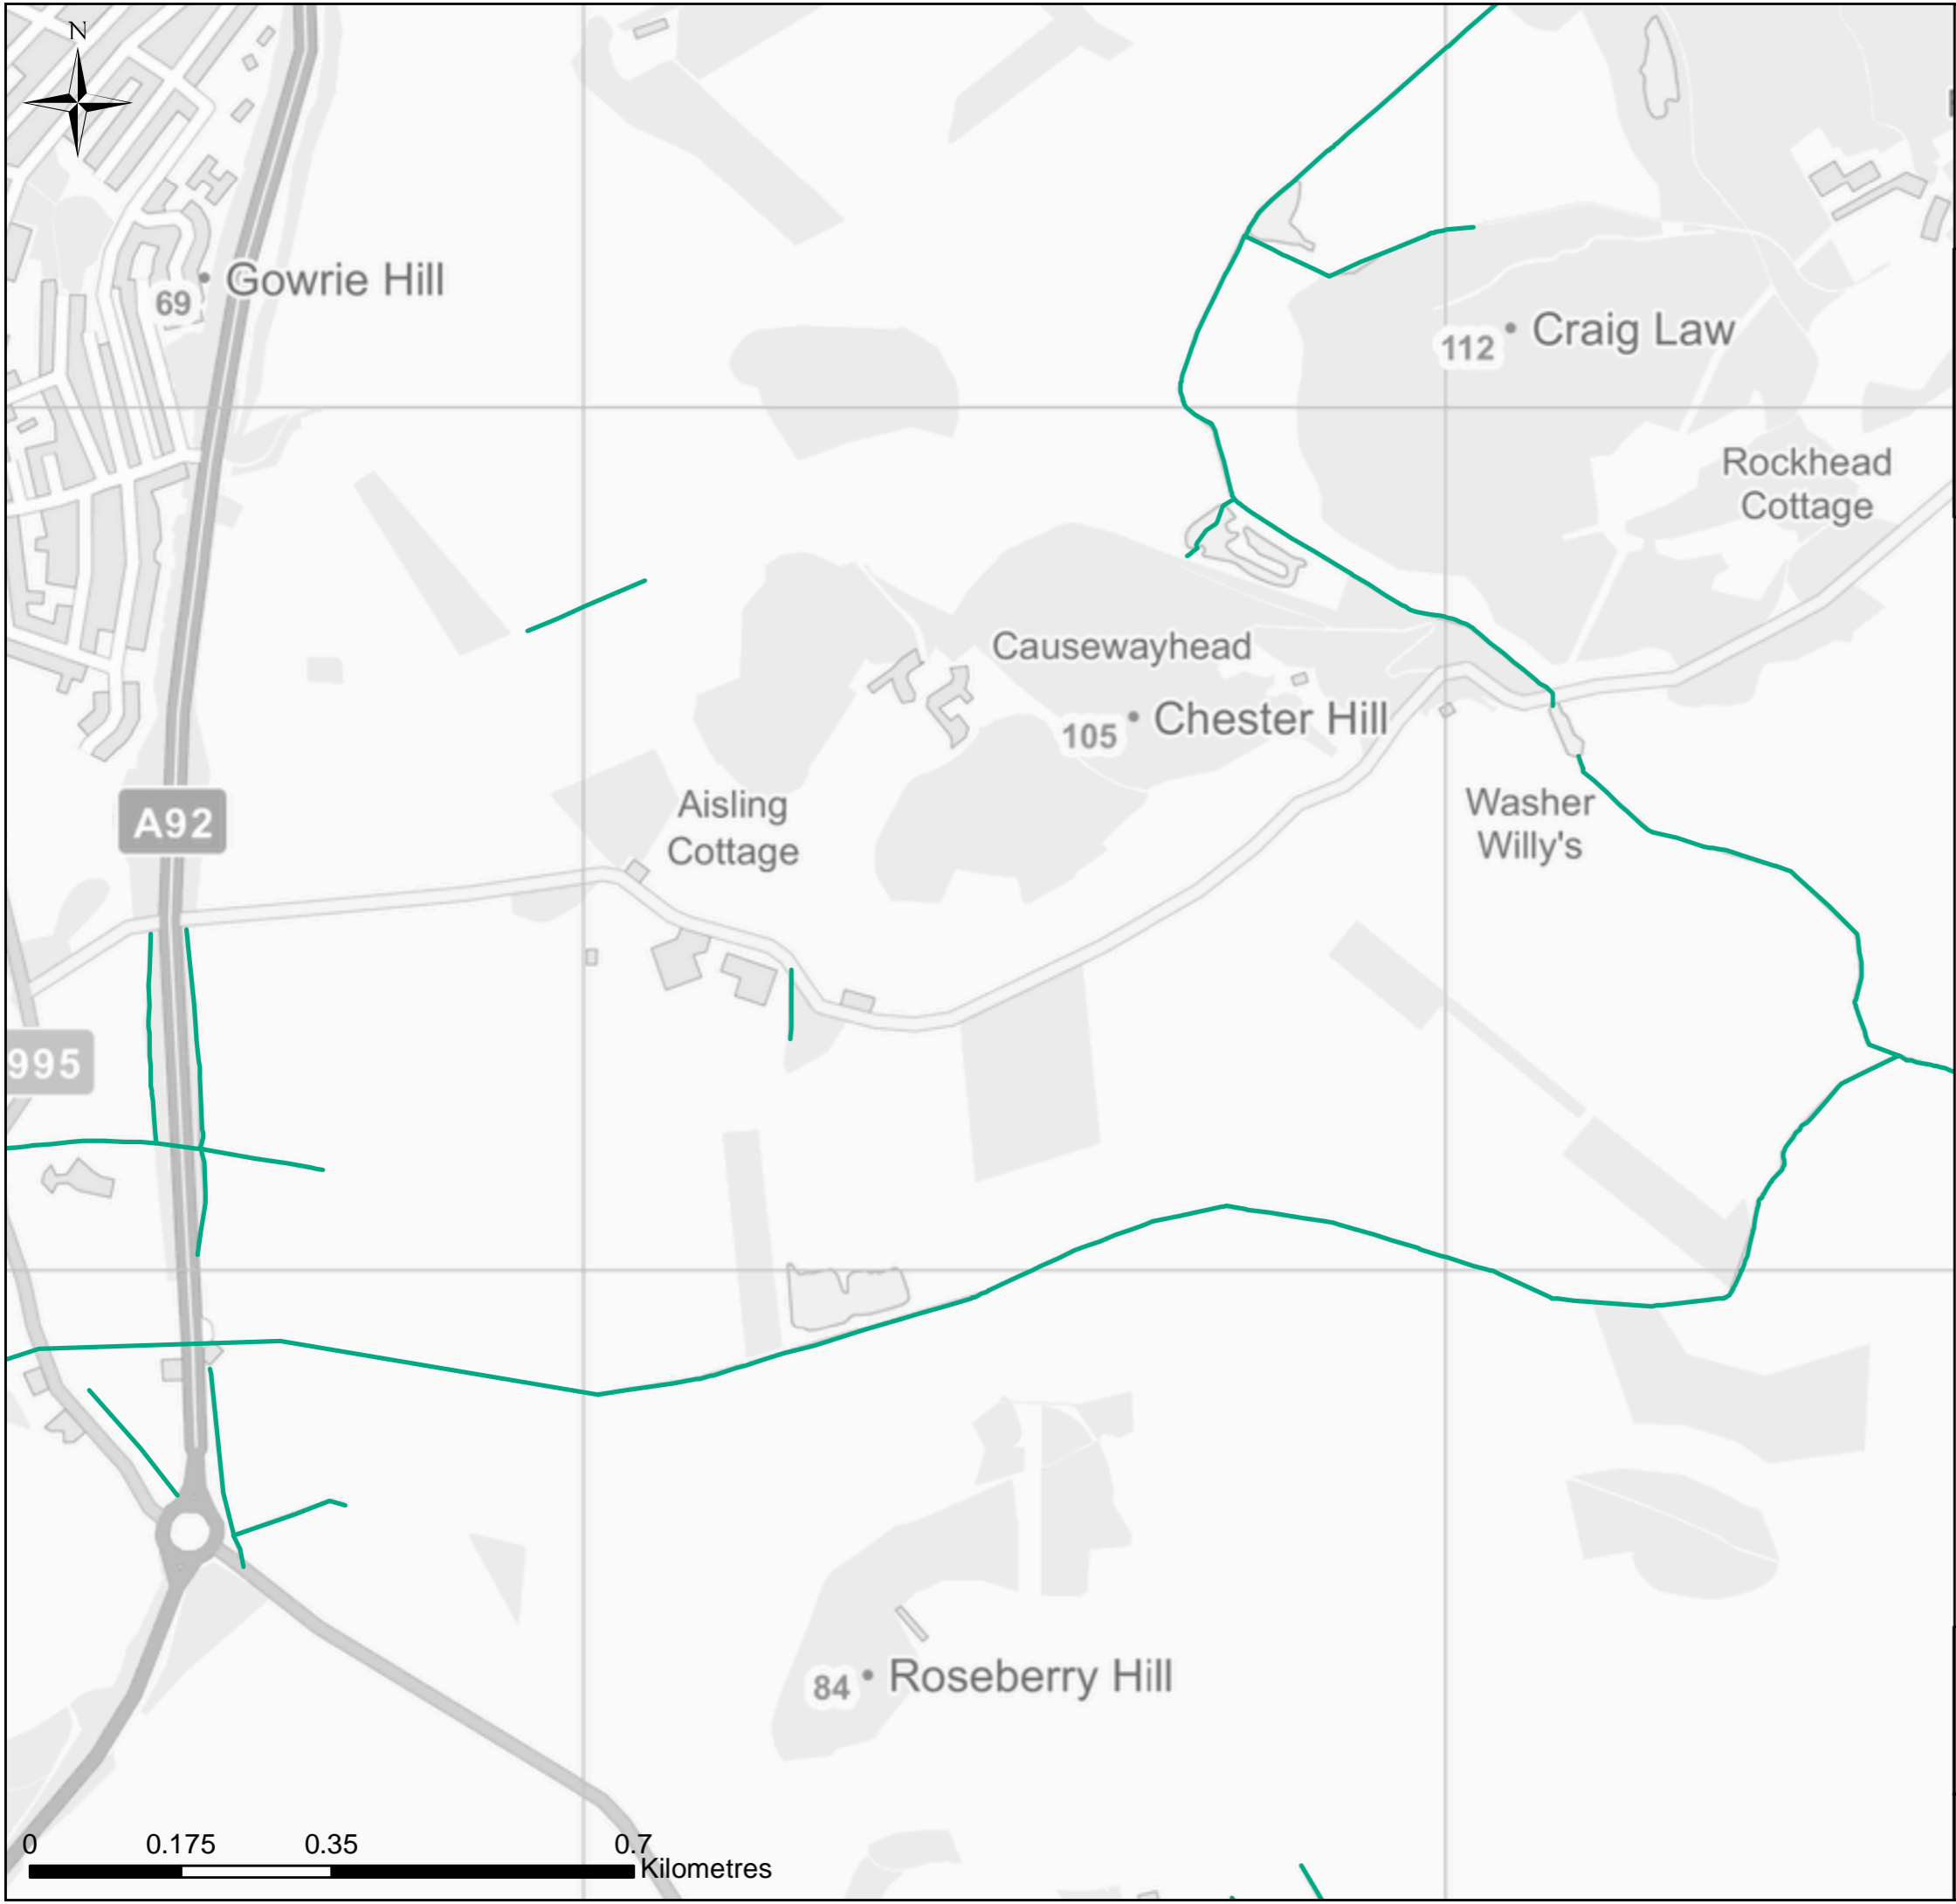 N
Gowrie Hill
69
Craig Law
112
Rockhead
Cottage
Causewayhead
Chester Hill
105
A92
Aisling
Cottage
Washer
Willy's
995
Roseberry Hill
84
0 0.175 0.35 0.7
Kilometres